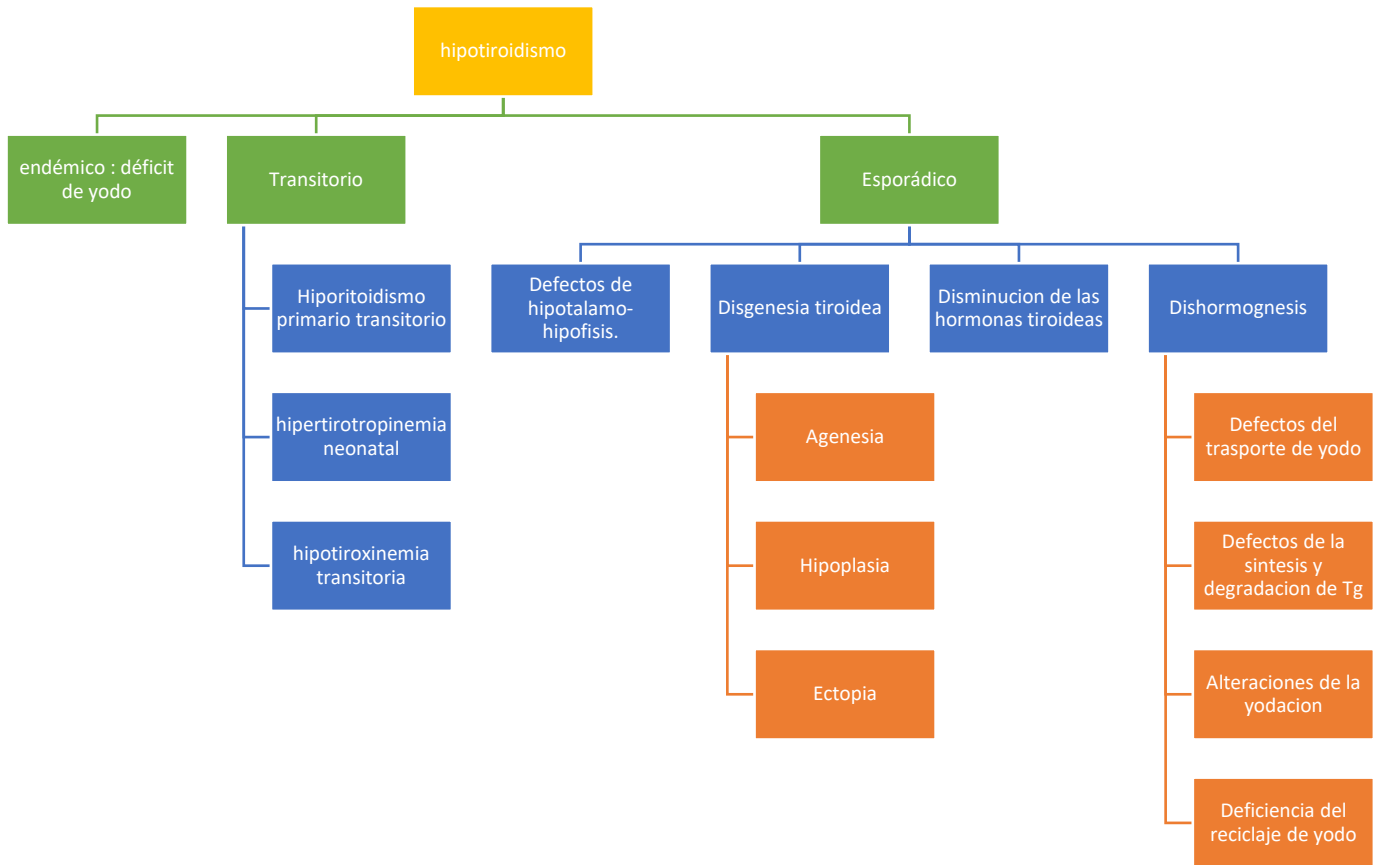 hipotiroidismo
endémico : déficit
de yodo
Transitorio
Esporádico
Hiporitoidismo
primario transitorio
hipertirotropinemia
neonatal
hipotiroxinemia
transitoria
Defectos de
hipotalamo-
hipofisis.
Disgenesia tiroidea
Disminucion de las
hormonas tiroideas
Dishormognesis
Agenesia
Hipoplasia
Ectopia
Defectos del
trasporte de yodo
Defectos de la
sintesis y
degradacion de Tg
Alteraciones de la
yodacion
Deficiencia del
reciclaje de yodo